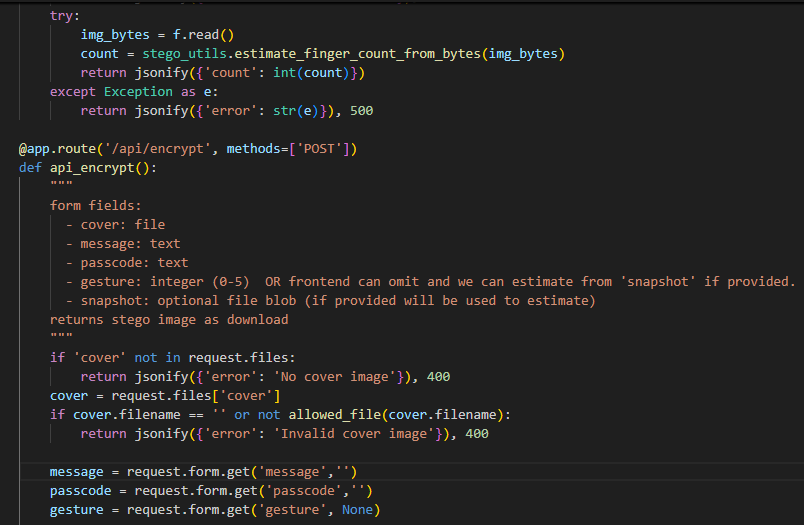 try:
img_bytes = f.read()
count = stego_utils.estimate_finger_count_from_bytes(img_bytes)
return jsonify({'count': int(count)})
except Exception as e:
return jsonify({'error': str(e)}), 500
@app.route('/api/encrypt', methods=['POST'])
def api_encrypt():
"""
form fields:
- cover: file
- message: text
- passcode: text
- gesture: integer (0-5)  OR frontend can omit and we can estimate from 'snapshot' if provided.
- snapshot: optional file blob (if provided will be used to estimate)
returns stego image as download
"""
if 'cover' not in request.files:
return jsonify({'error': 'No cover image'}), 400
cover = request.files['cover']
if cover.filename == '' or not allowed_file(cover.filename):
return jsonify({'error': 'Invalid cover image'}), 400
message = request.form.get('message','')
passcode = request.form.get('passcode','')
gesture = request.form.get('gesture', None)